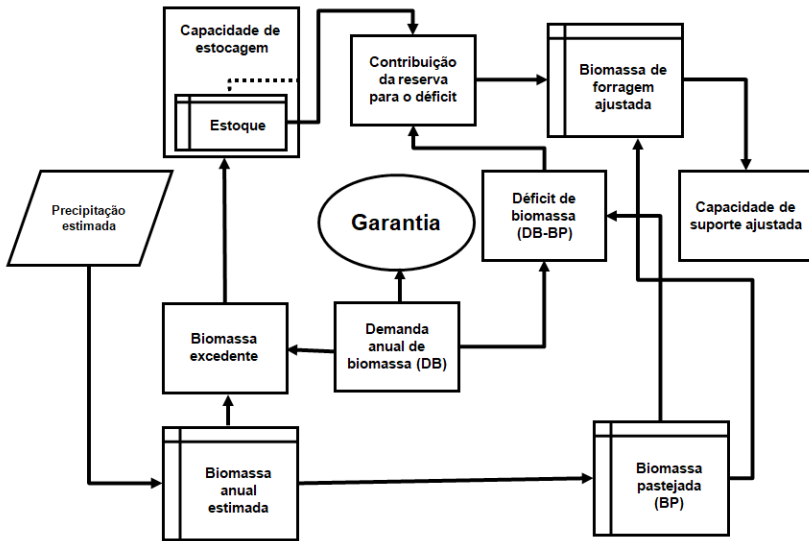 Capacidade de
estocagem
Estoque
Contribuição
da reserva
para o déficit
Biomassa de
forragem
ajustada
Precipitação
estimada
Garantia
Déficit de
biomassa
(DB-BP)
Capacidade de
suporte ajustada
Biomassa
excedente
Demanda
anual de
biomassa (DB)
Biomassa
anual
estimada
Biomassa
pastejada
(BP)